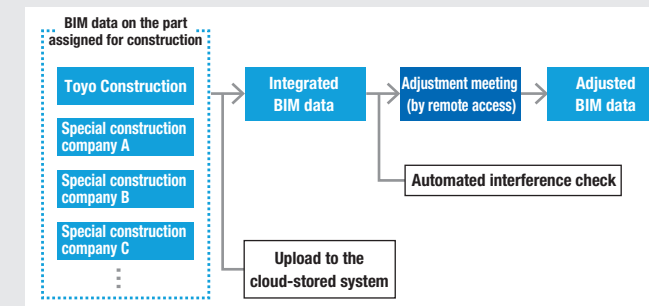 BIM data on the part
assigned for construction
Toyo Construction
Special construction
company A
Special construction
company B
Special construction
company C
Integrated
BIM data
Adjustment meeting
(by remote access)
Adjusted
BIM data
Automated interference check
Upload to the
cloud-stored system